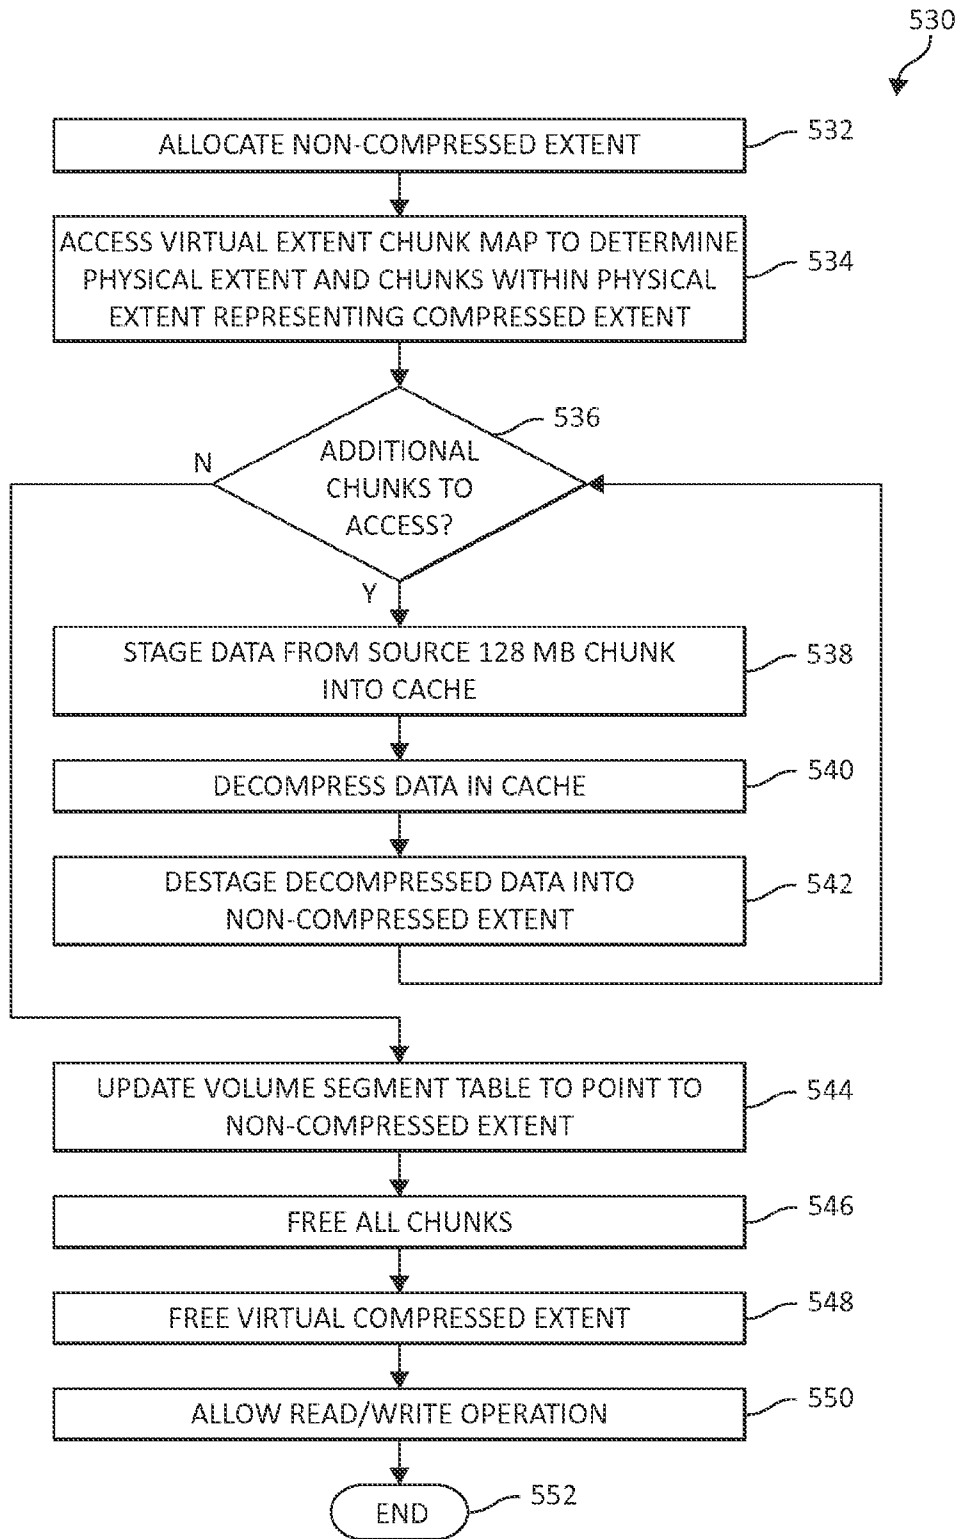 530
ALLOCATE NON-COMPRESSED EXTENT
532
ACCESS VIRTUAL EXTENT CHUNK MAP TO DETERMINE
PHYSICAL EXTENT AND CHUNKS WITHIN PHYSICAL
EXTENT REPRESENTING COMPRESSED EXTENT
534
536
ADDITIONAL
CHUNKS TO
ACCESS?
N
Y
STAGE DATA FROM SOURCE 128 MB CHUNK
INTO CACHE
538
DECOMPRESS DATA IN CACHE
540
DESTAGE DECOMPRESSED DATA INTO
NON-COMPRESSED EXTENT
542
UPDATE VOLUME SEGMENT TABLE TO POINT TO
NON-COMPRESSED EXTENT
544
FREE ALL CHUNKS
546
FREE VIRTUAL COMPRESSED EXTENT
548
ALLOW READ/WRITE OPERATION
550
END
552